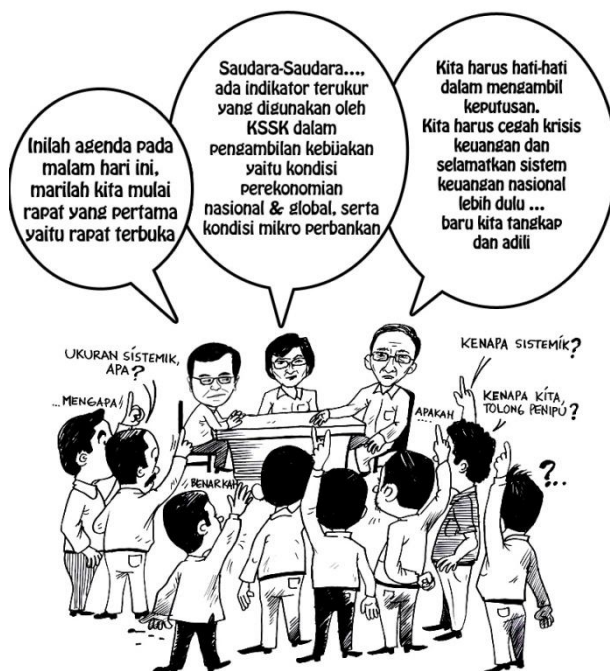 Inilah agenda pada
malam hari ini,
marilah kita mulai
rapat yang pertama
yaitu rapat terbuka
Saudara-Saudara...,
ada indikator terukur
yang digunakan oleh
KSSK dalam
pengambilan kebijakan
yaitu kondisi
perekonomian
nasional & global, serta
kondisi mikro perbankan
Kita harus hati-hati
dalam mengambil
keputusan.
Kita harus cegah krisis
keuangan dan
selamatkan sistem
keuangan nasional
lebih dulu ...
baru kita tangkap
dan adili
UKURAN SISTEMIK,
APA?
...MENGAPA
BENARKAH
APAKAH
....
KENAPA SISTEMIK?
KENAPA KITA,
TOLONG PENIPU?
?..